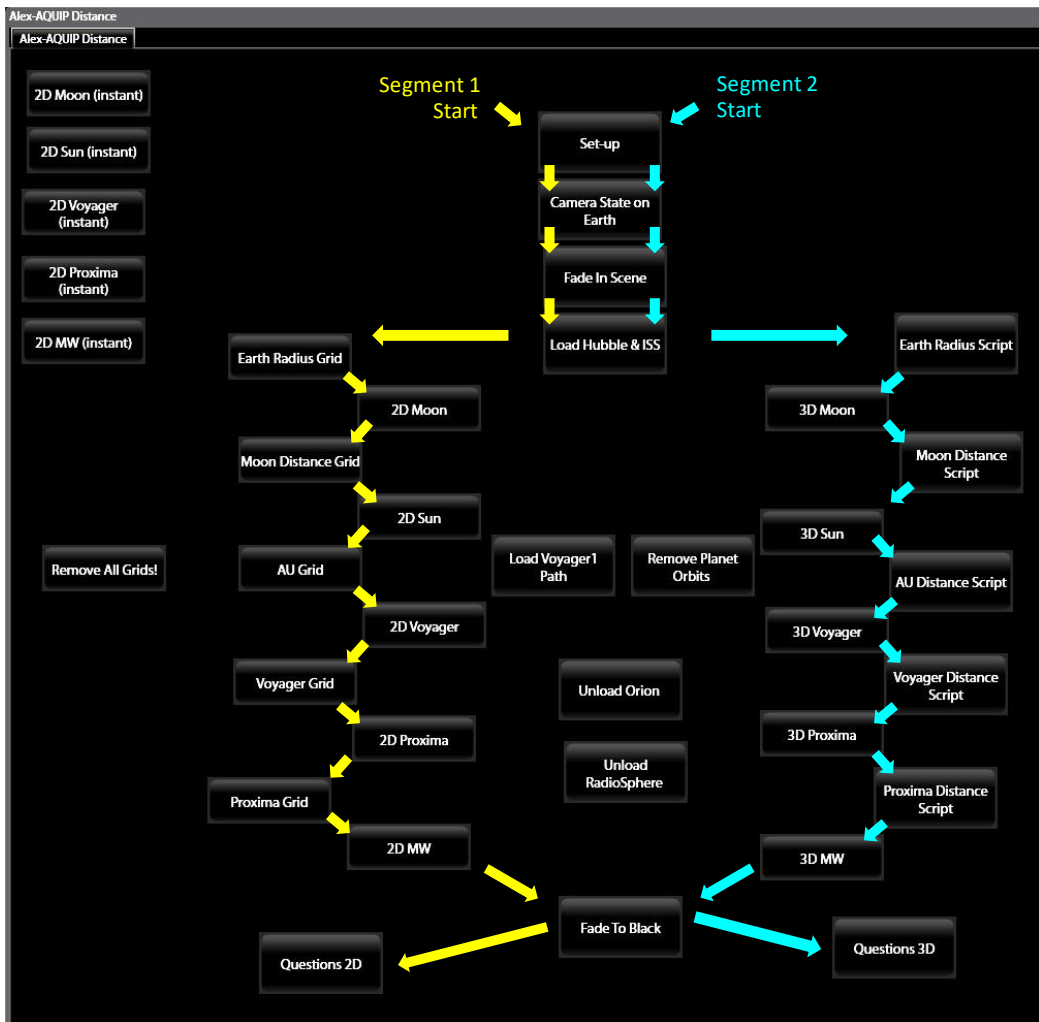 Alex-AQUIP Distance
Alex-AQUIP Distance
2D Moon (instant)
2D Sun (instant)
2D Voyager
(instant)
2D Proxima
(instant)
2D MW (instant)
Remove All Grids!
Segment 1
Start
Segment 2
Start
Set-up
Camera State on
Earth
Fade In Scene
Load Hubble & ISS
Earth Radius Grid
2D Moon
Moon Distance Grid
2D Sun
AU Grid
2D Voyager
Voyager Grid
2D Proxima
Proxima Grid
2D MW
Load Voyager1
Path
Remove Planet
Orbits
Unload Orion
Unload
RadioSphere
Earth Radius Script
3D Moon
Moon Distance
Script
3D Sun
AU Distance Script
3D Voyager
Voyager Distance
Script
3D Proxima
Proxima Distance
Script
3D MW
Fade To Black
Questions 2D
Questions 3D